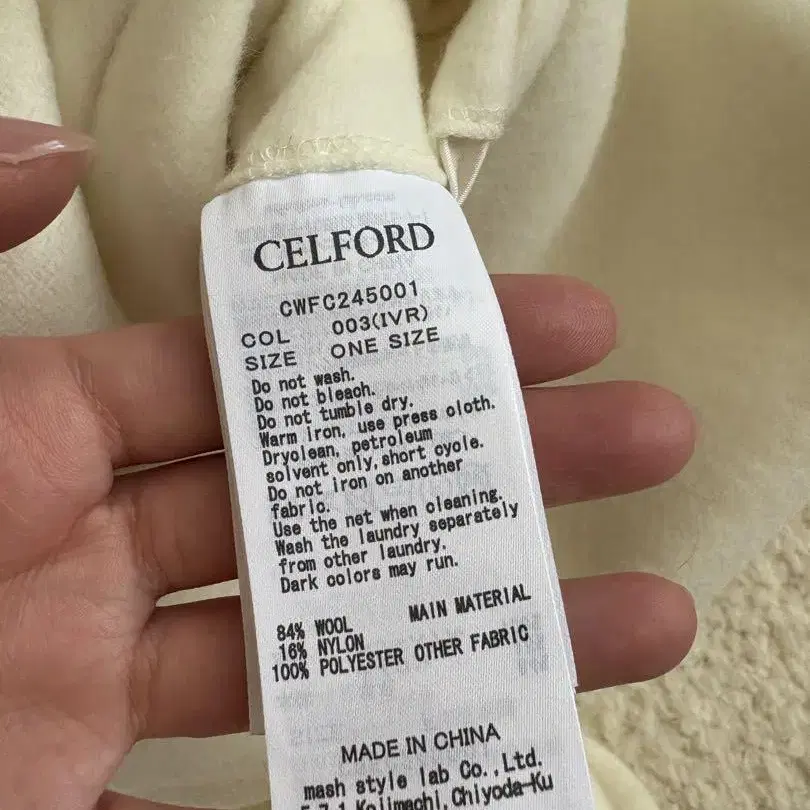 CELFORD
CWFC245001
COL 003(IVR)
SIZE ONE SIZE
Do not wash.
Do not bleach.
Do not tumble dry.
Warm iron, use press cloth.
Dryclean, petroleum
solvent only,short cycle.
Do not iron on another
fabric.
Use the net when cleaning.
Wash the laundry separately
from other laundry.
Dark colors may run.
84% WOOL MAIN MATERIAL
16% NYLON
100% POLYESTER OTHER FABRIC
MADE IN CHINA
mash style lab Co.,Ltd.
5-7-1 Kojimachi,Chiyoda-Ku